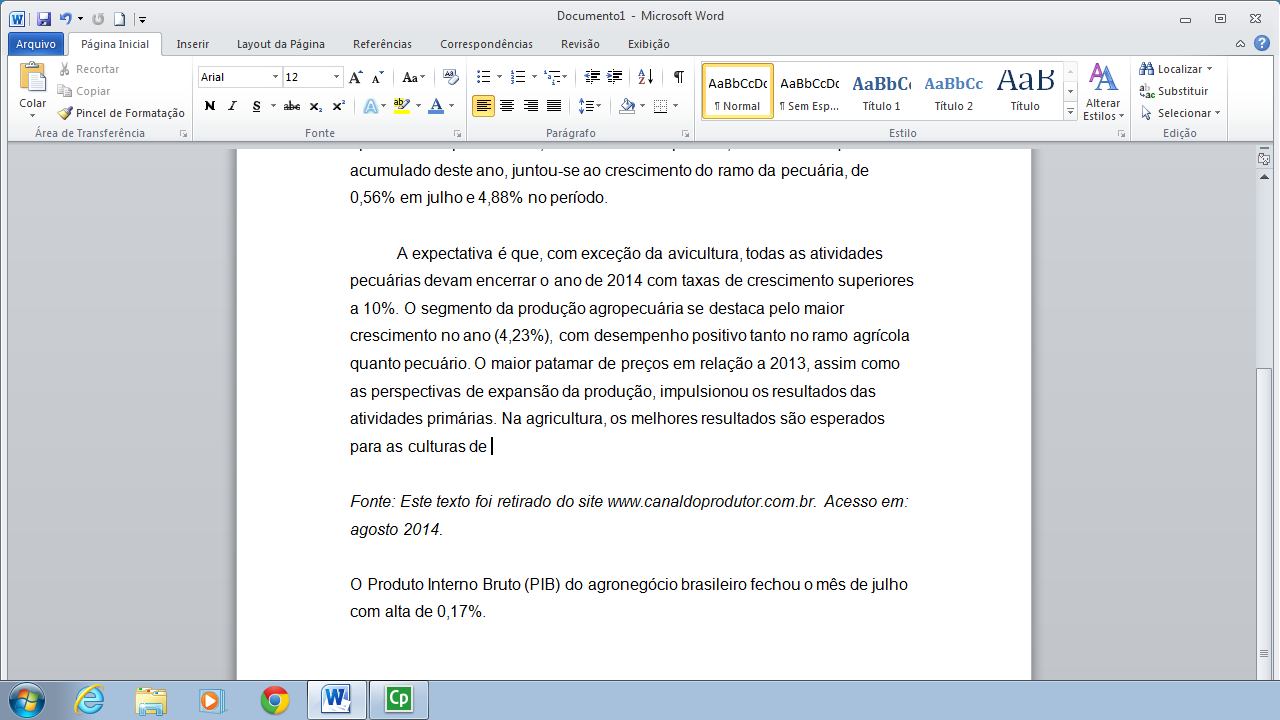 Documento1 - Microsoft Word
Arquivo Página Inicial Inserir Layout da Página Referências Correspondências Revisão Exibição
Colar
Recortar
Copiar
Pincel de Formatação
Área de Transferência
Arial 12
Fonte
Parágrafo
AaBbCcDc AaBbCcDc AaBbCc AaBbCc AaB
¶ Normal ¶ Sem Esp... Título 1 Título 2 Título
Alterar
Estilos
Estilo
Localizar
Substituir
Selecionar
Edição
acumulado deste ano, juntou-se ao crescimento do ramo da pecuária, de
0,56% em julho e 4,88% no período.
A expectativa é que, com exceção da avicultura, todas as atividades
pecuárias devam encerrar o ano de 2014 com taxas de crescimento superiores
a 10%. O segmento da produção agropecuária se destaca pelo maior
crescimento no ano (4,23%), com desempenho positivo tanto no ramo agrícola
quanto pecuário. O maior patamar de preços em relação a 2013, assim como
as perspectivas de expansão da produção, impulsionou os resultados das
atividades primárias. Na agricultura, os melhores resultados são esperados
para as culturas de
Fonte: Este texto foi retirado do site www.canaldoprodutor.com.br. Acesso em:
agosto 2014.
O Produto Interno Bruto (PIB) do agronegócio brasileiro fechou o mês de julho
com alta de 0,17%.